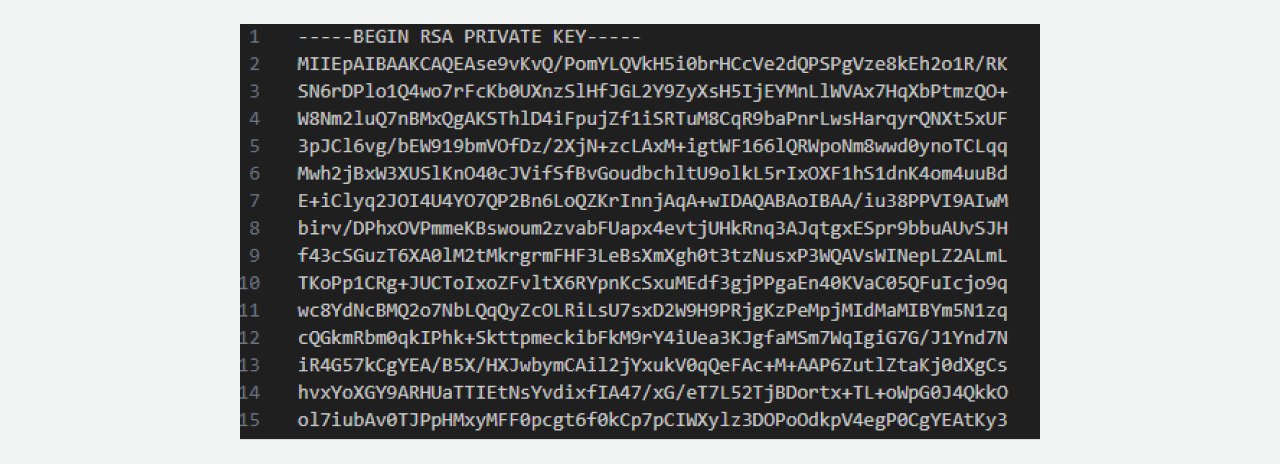 1 -----BEGIN RSA PRIVATE KEY-----
2 MIIEpAIBAAKCAQEAse9vKvQ/PomYLQVkH5i0brHCcVe2dQPSPgVze8kEh2o1R/RK
3 SN6rDPlo1Q4wo7rFcKb0UXnzSlHfJGL2Y9ZyXsH5IjEYMnLlWVAx7HqXbPtmzQO+
4 W8Nm2luQ7nBMxQgAKSThlD4iFpujZf1iSRTuM8CqR9baPnrLwsHarqyrQNXt5xUF
5 3pJCl6vg/bEW919bmVOfDz/2XjN+zcLAxM+igtWF166lQRWpoNm8wwd0ynoTCLqq
6 Mwh2jBxW3XUSlKnO40cJVifSfBvGoudbchltU9olkL5rIxOXF1hS1dnK4om4uuBd
7 E+iClyq2JOI4U4YO7QP2Bn6LoQZKrInnjAqA+wIDAQABAoIBAA/iu38PPVI9AIwM
8 birv/DPhxOVPmmeKBswoum2zvabFUapx4evtjUHkRnq3AJqtgxESpr9bbuAUvSJH
9 f43cSGuzT6XA0lM2tMkrgrmFHF3LeBsXmXgh0t3tzNusxP3WQAVsWINepLZ2ALmL
10 TKoPp1CRg+JUCToIxoZFvltX6RYpnKcSxuMEdf3gjPPgaEn40KVaC05QFuIcjo9q
11 wc8YdNcBMQ2o7NbLQqQyZcOLRiLsU7sxD2W9H9PRjgKzPeMpjMIdMaMIBYm5N1zq
12 cQGkmRbm0qkIPhk+SkttpmeckibFkM9rY4iUea3KJgfaMSm7WqIgiG7G/J1Ynd7N
13 iR4G57kCgYEA/B5X/HXJwbymCAil2jYxukV0qQeFAc+M+AAP6ZutlZtaKj0dXgCs
14 hvxYoXGY9ARHUaTTIEtNsYvdixfIA47/xG/eT7L52TjBDortx+TL+oWpG0J4QkkO
15 ol7iubAv0TJPpHMxyMFF0pcgt6f0kCp7pCIWXylz3DOPoOdkpV4egP0CgYEAtKy3